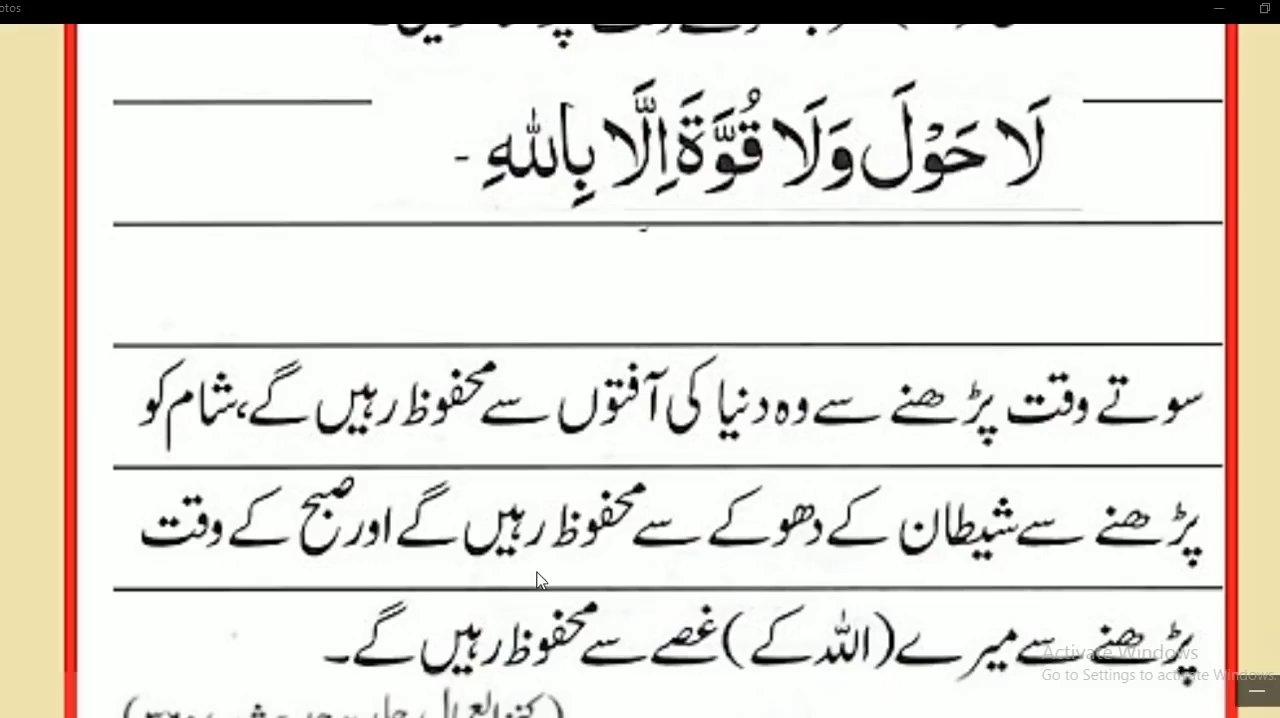 otos
لَا حَوْلَ وَلَا قُوَّةَ اِلَّا بِاللّٰهِ -
سوتے وقت پڑھنے سے وہ دنیا کی آفتوں سے محفوظ رہیں گے، شام کو
پڑھنے سے شیطان کے دھوکے سے محفوظ رہیں گے اور صبح کے وقت
پڑھنے سے میرے (اللہ کے) غصے سے محفوظ رہیں گے۔
Activate Windows
Go to Settings to activate Windows.